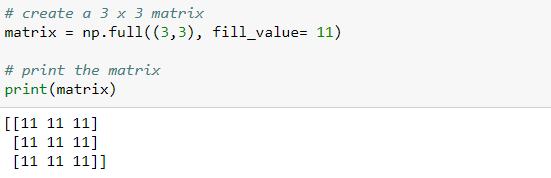 # create a 3 x 3 matrix
matrix = np.full((3,3), fill_value= 11)
# print the matrix
print(matrix)
[[11 11 11]
 [11 11 11]
 [11 11 11]]